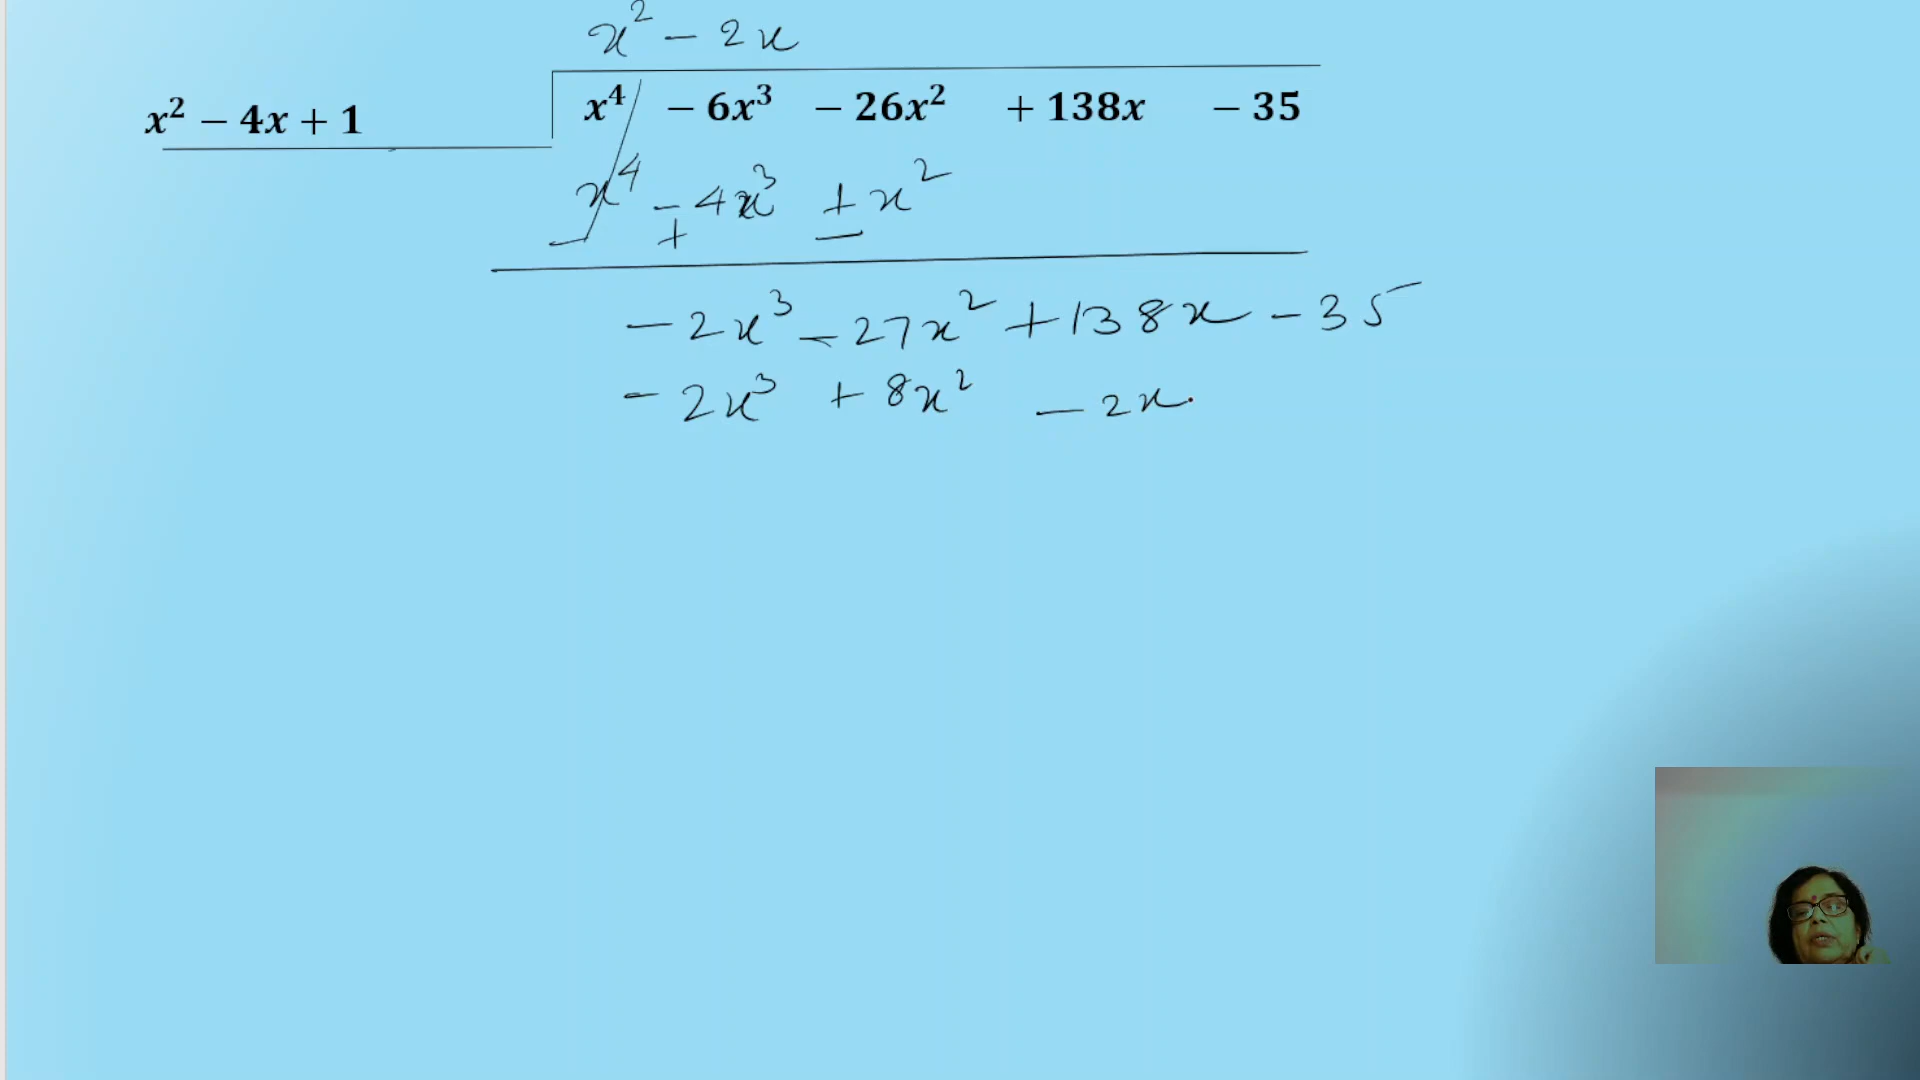 x² − 2x
x² − 4x + 1   x⁴ − 6x³ − 26x² + 138x − 35
x⁴ − 4x³ + x²
− + −
− 2x³ − 27x² + 138x − 35
− 2x³ + 8x² − 2x